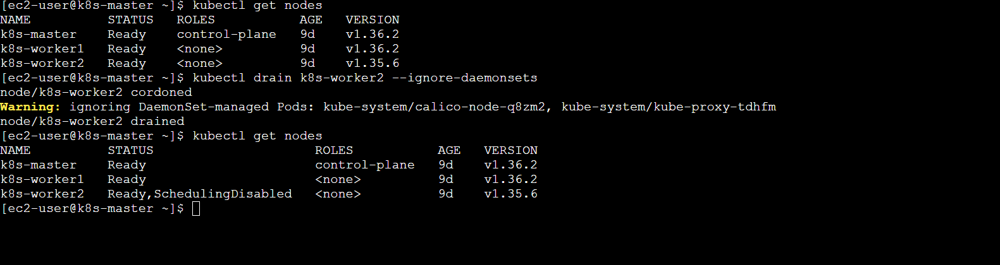 [ec2-user@k8s-master ~]$ kubectl get nodes
NAME          STATUS   ROLES           AGE   VERSION
k8s-master    Ready    control-plane   9d    v1.36.2
k8s-worker1   Ready    <none>          9d    v1.36.2
k8s-worker2   Ready    <none>          9d    v1.35.6
[ec2-user@k8s-master ~]$ kubectl drain k8s-worker2 --ignore-daemonsets
node/k8s-worker2 cordoned
Warning: ignoring DaemonSet-managed Pods: kube-system/calico-node-q8zm2, kube-system/kube-proxy-tdhfm
node/k8s-worker2 drained
[ec2-user@k8s-master ~]$ kubectl get nodes
NAME          STATUS                     ROLES           AGE   VERSION
k8s-master    Ready                      control-plane   9d    v1.36.2
k8s-worker1   Ready                      <none>          9d    v1.36.2
k8s-worker2   Ready,SchedulingDisabled   <none>          9d    v1.35.6
[ec2-user@k8s-master ~]$